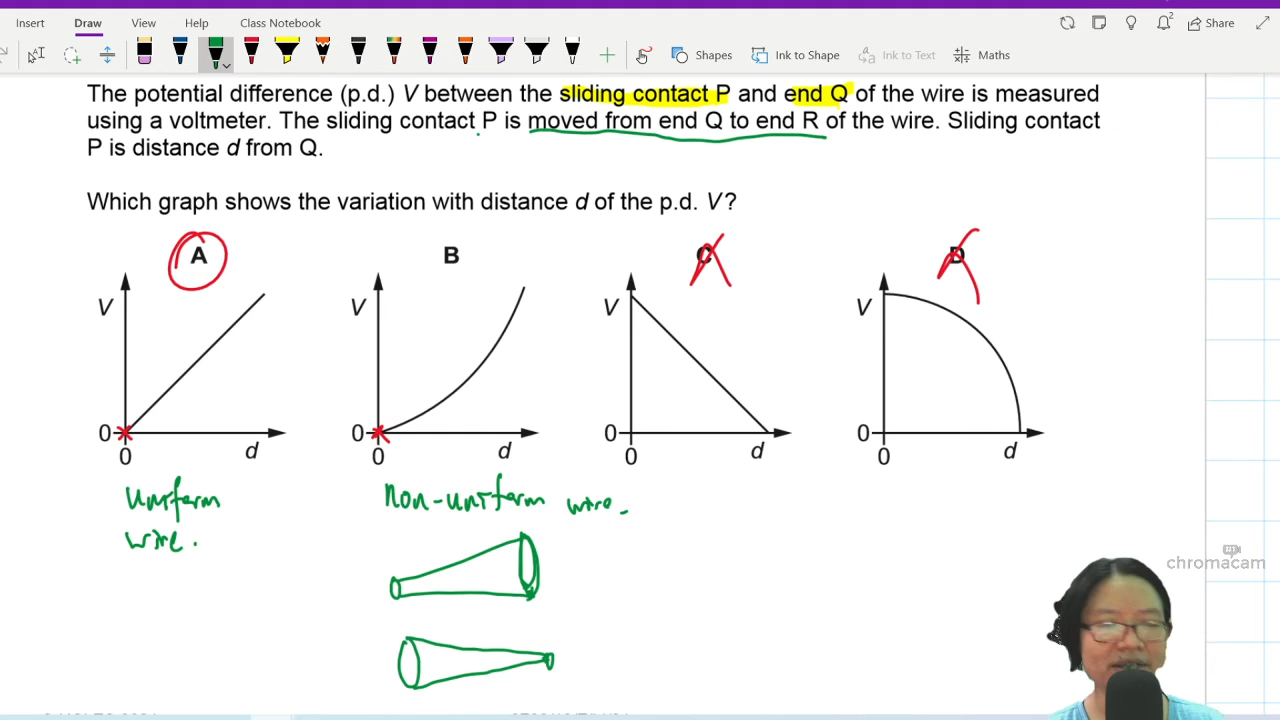 Insert Draw View Help Class Notebook Share
Shapes Ink to Shape Ink to Text Maths
The potential difference (p.d.) V between the sliding contact P and end Q of the wire is measured
using a voltmeter. The sliding contact P is moved from end Q to end R of the wire. Sliding contact
P is distance d from Q.
Which graph shows the variation with distance d of the p.d. V?
A B C D
V V V V
0 0 0 0
d d d d
0 0 0 0
uniform
wire.
non-uniform wire.
chromacam